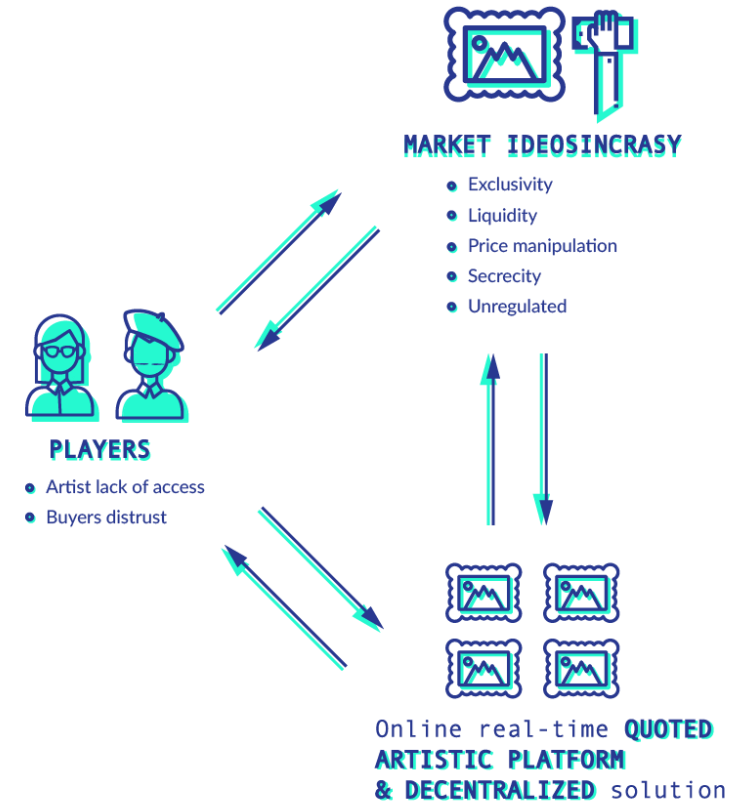 MARKET IDEOSINCRASY
Exclusivity
Liquidity
Price manipulation
Secrecity
Unregulated
PLAYERS
Artist lack of access
Buyers distrust
Online real-time QUOTED
ARTISTIC PLATFORM
& DECENTRALIZED solution